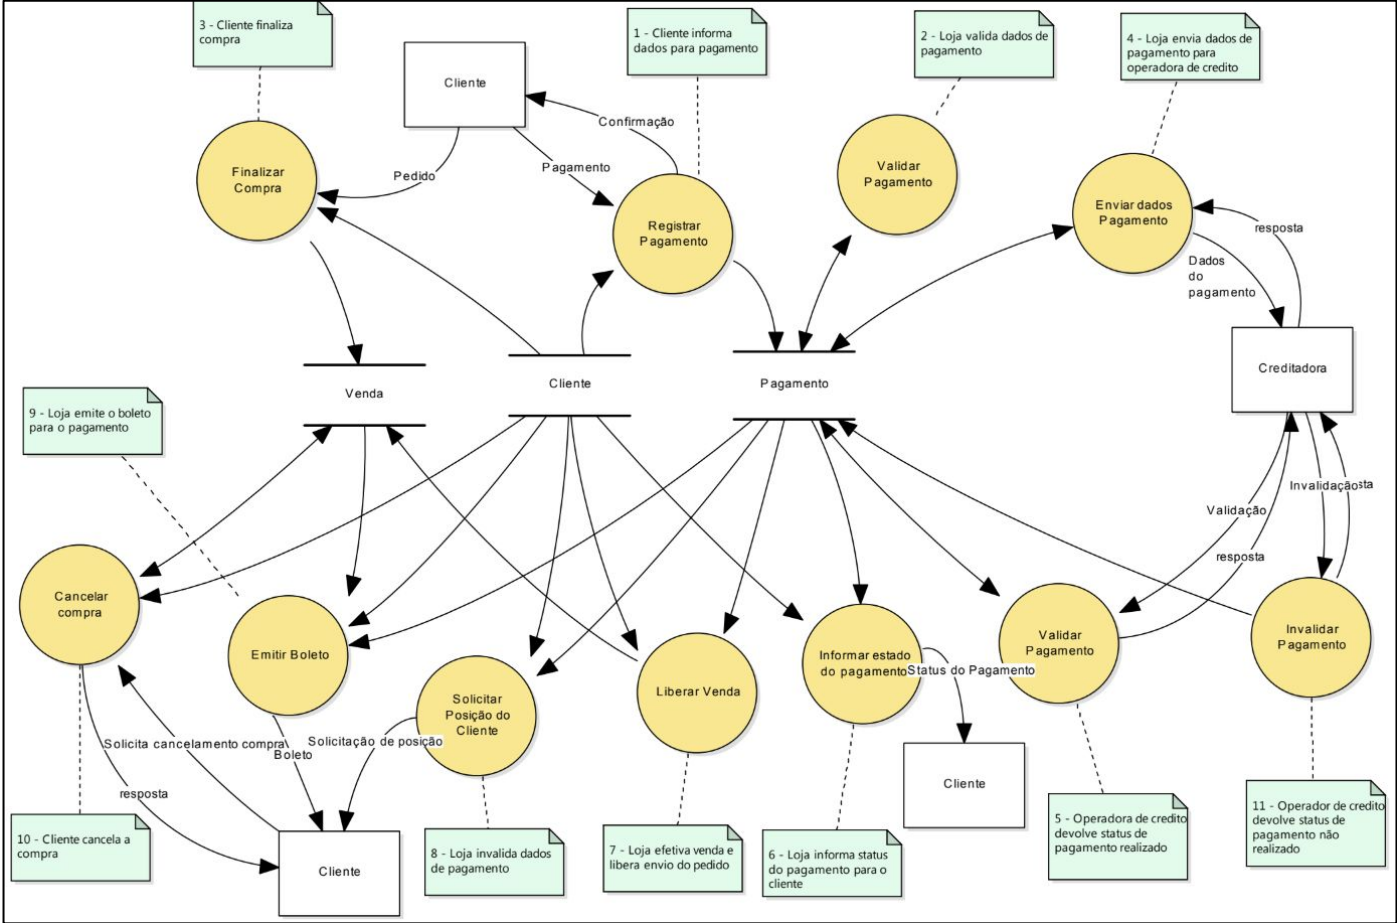 3 - Cliente finaliza
compra
1 - Cliente informa
dados para pagamento
2 - Loja valida dados de
pagamento
4 - Loja envia dados de
pagamento para
operadora de credito
Cliente
Confirmação
Finalizar
Compra
Pedido
Pagamento
Validar
Pagamento
Enviar dados
Pagamento
resposta
Registrar
Pagamento
Dados
do
pagamento
Venda
Cliente
Pagamento
Creditadora
9 - Loja emite o boleto
para o pagamento
Invalidação
Validação
resposta
Cancelar
compra
Emitir Boleto
Solicitar
Posição do
Cliente
Liberar Venda
Informar estado
do pagamento
Status do Pagamento
Validar
Pagamento
Invalidar
Pagamento
Solicita cancelamento compra
Boleto
Solicitação de posição
resposta
Cliente
Cliente
10 - Cliente cancela a
compra
8 - Loja invalida dados
de pagamento
7 - Loja efetiva venda e
libera envio do pedido
6 - Loja informa status
do pagamento para o
cliente
5 - Operadora de credito
devolve status de
pagamento realizado
11 - Operador de credito
devolve status de
pagamento não
realizado